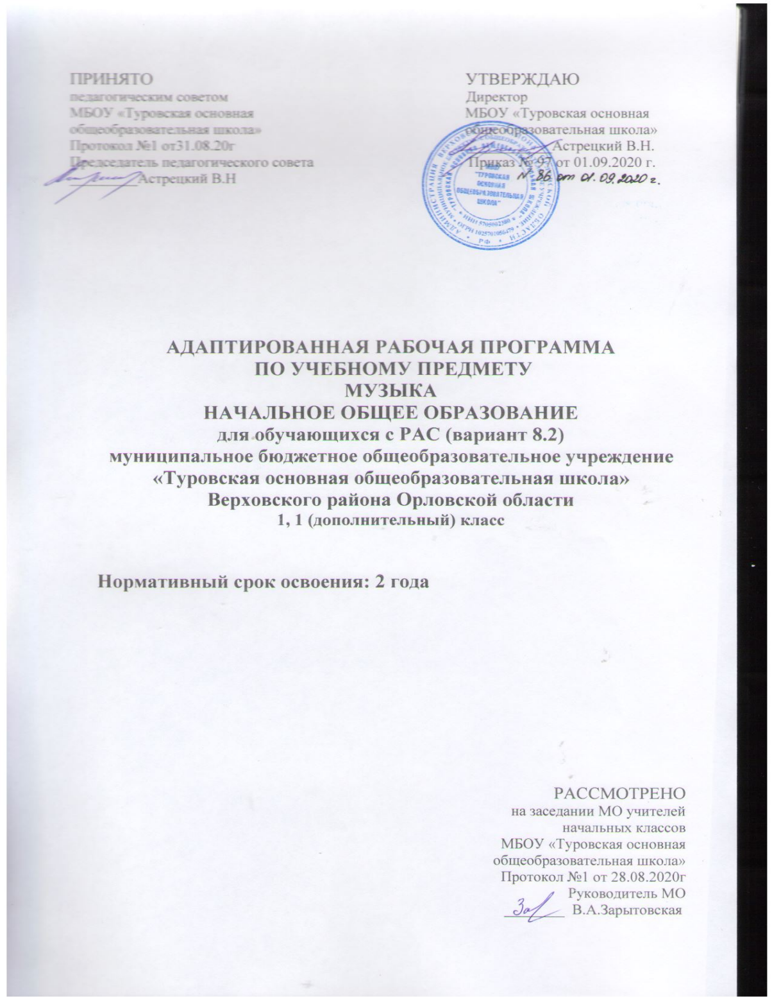 ПРИНЯТО
педагогическим советом
МБОУ «Туровская основная
общеобразовательная школа»
Протокол №1 от31.08.20г
Председатель педагогического совета
_________Астрецкий В.Н
УТВЕРЖДАЮ
Директор
МБОУ «Туровская основная
общеобразовательная школа»
Астрецкий В.Н.
Приказ № 97 от 01.09.2020 г.
N 86 от 01.09.2020 г.
"ТУРОВСКАЯ
ОСНОВНАЯ
ОБЩЕОБРАЗОВАТЕЛЬНАЯ
ШКОЛА"
АДАПТИРОВАННАЯ РАБОЧАЯ ПРОГРАММА
ПО УЧЕБНОМУ ПРЕДМЕТУ
МУЗЫКА
НАЧАЛЬНОЕ ОБЩЕЕ ОБРАЗОВАНИЕ
для обучающихся с РАС (вариант 8.2)
муниципальное бюджетное общеобразовательное учреждение
«Туровская основная общеобразовательная школа»
Верховского района Орловской области
1, 1 (дополнительный) класс
Нормативный срок освоения: 2 года
РАССМОТРЕНО
на заседании МО учителей
начальных классов
МБОУ «Туровская основная
общеобразовательная школа»
Протокол №1 от 28.08.2020г
Руководитель МО
________ В.А.Зарытовская